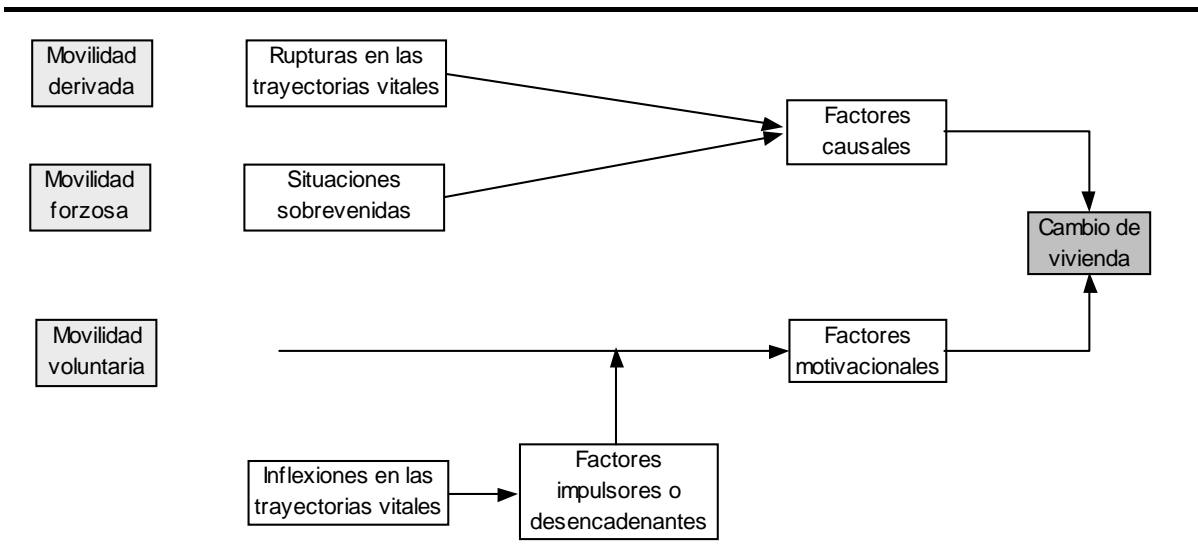 Movilidad
derivada
Rupturas en las
trayectorias vitales
Factores
causales
Movilidad
forzosa
Situaciones
sobrevenidas
Cambio de
vivienda
Movilidad
voluntaria
Factores
motivacionales
Inflexiones en las
trayectorias vitales
Factores
impulsores o
desencadenantes